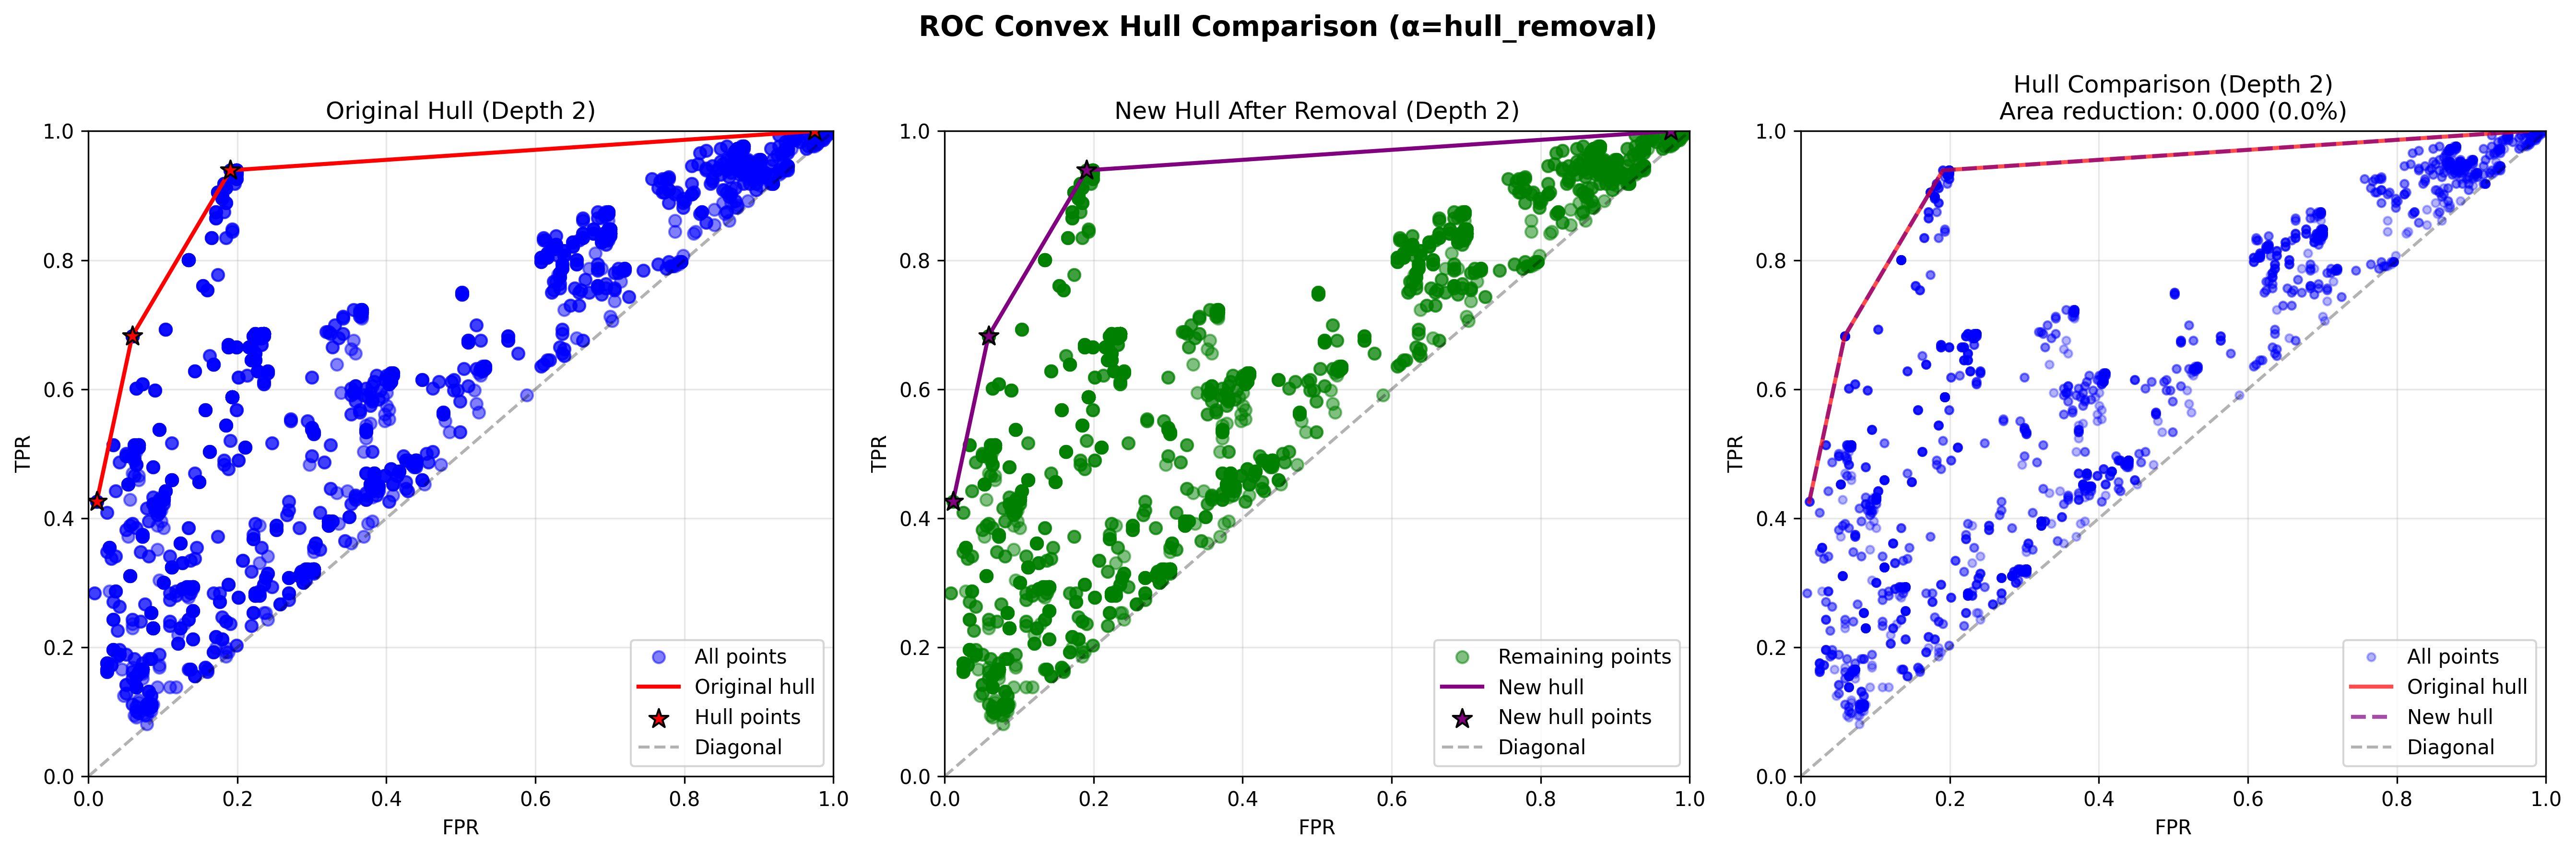 ROC Convex Hull Comparison (α=hull_removal)
Original Hull (Depth 2)
1.0
0.8
0.6
0.4
0.2
0.0
TPR
0.0 0.2 0.4 0.6 0.8 1.0
FPR
All points
Original hull
Hull points
Diagonal
New Hull After Removal (Depth 2)
1.0
0.8
0.6
0.4
0.2
0.0
TPR
0.0 0.2 0.4 0.6 0.8 1.0
FPR
Remaining points
New hull
New hull points
Diagonal
Hull Comparison (Depth 2)
Area reduction: 0.000 (0.0%)
1.0
0.8
0.6
0.4
0.2
0.0
TPR
0.0 0.2 0.4 0.6 0.8 1.0
FPR
All points
Original hull
New hull
Diagonal